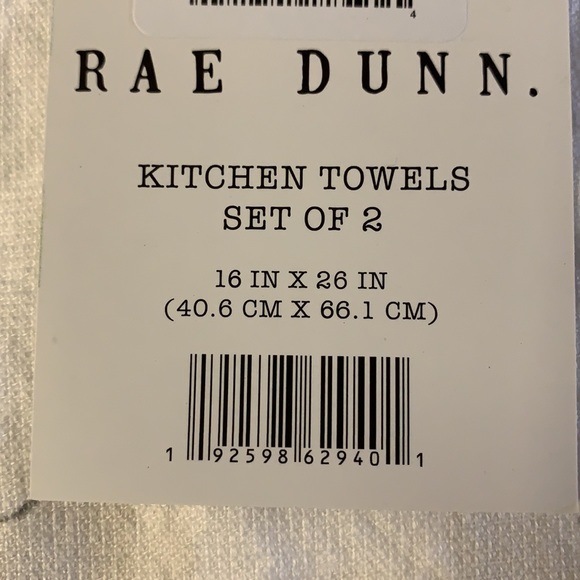 4
RAE DUNN.
KITCHEN TOWELS
SET OF 2
16 IN X 26 IN
(40.6 CM X 66.1 CM)
1 92598 62940 1